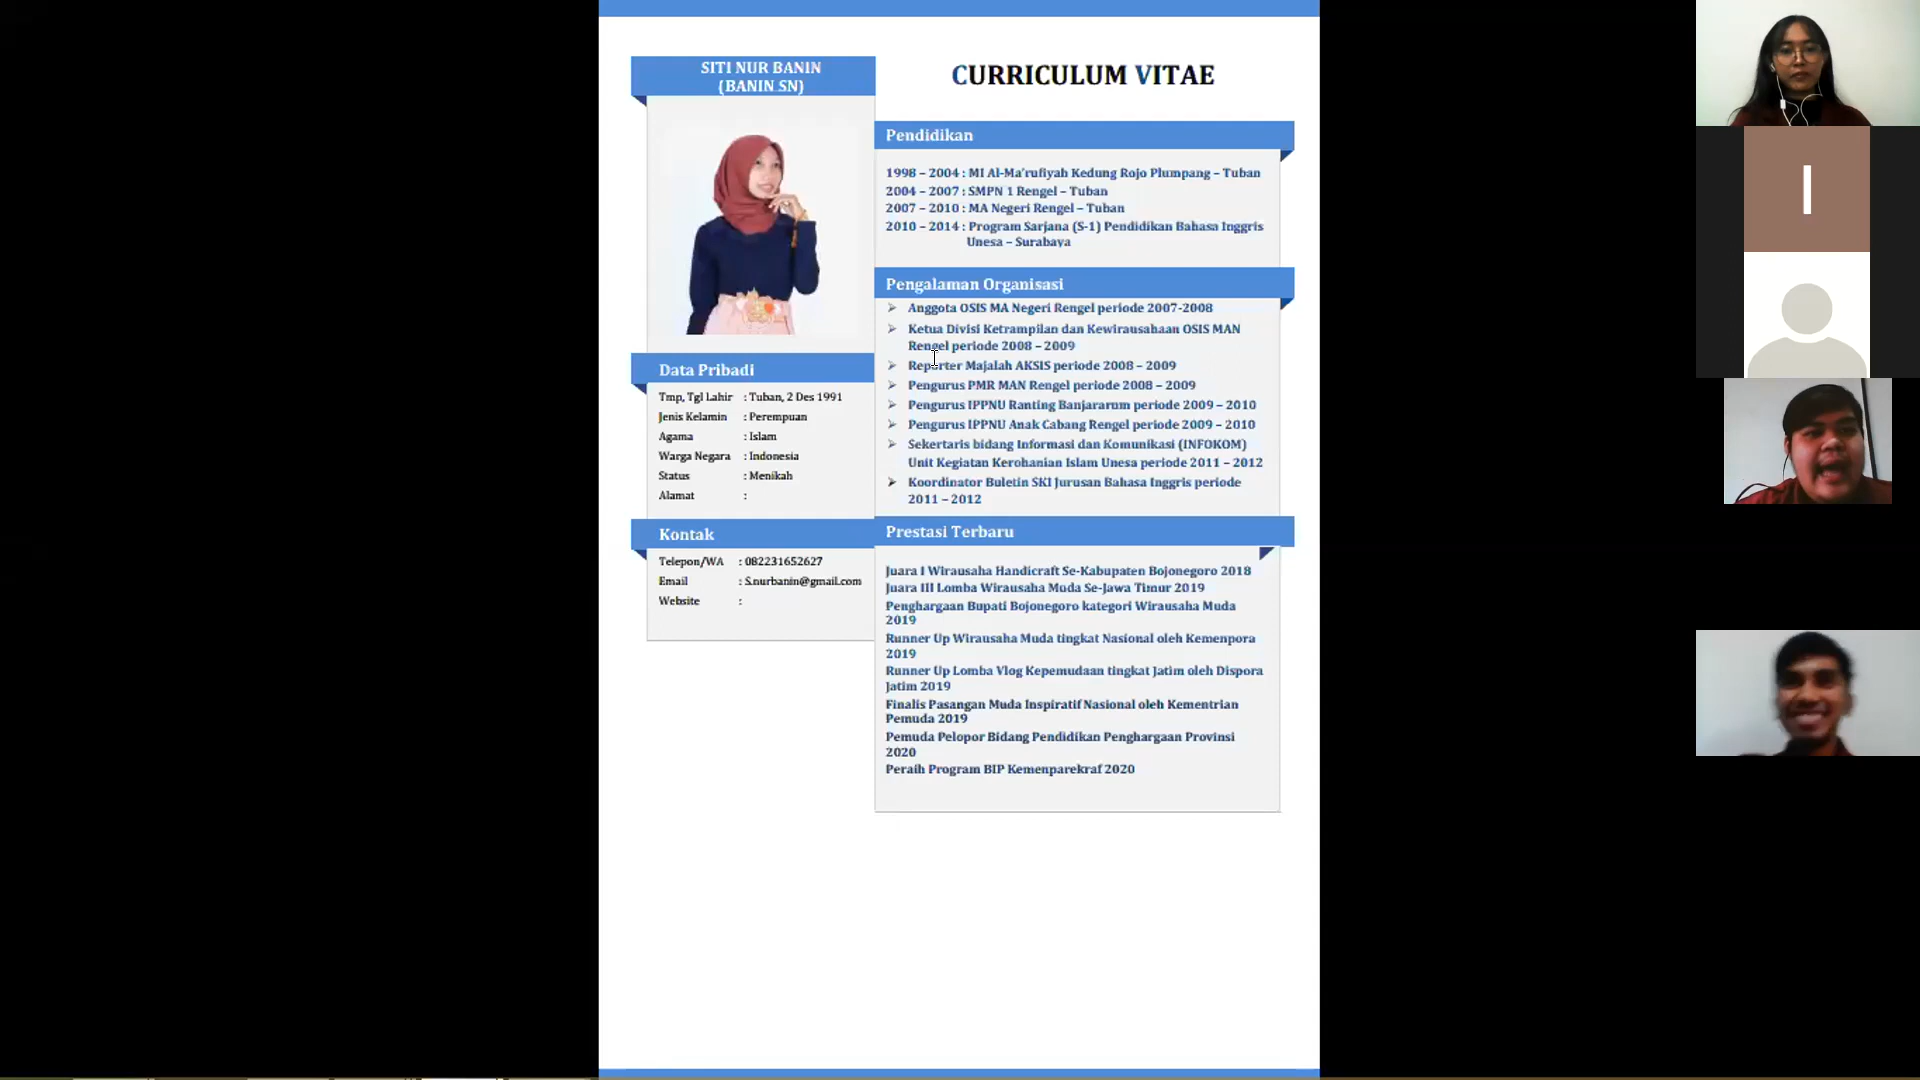 SITI NUR BANIN
(BANIN SN)
CURRICULUM VITAE
Pendidikan
1998 – 2004 : MI Al-Ma'rufiyah Kedung Rojo Plumpang – Tuban
2004 – 2007 : SMPN 1 Rengel – Tuban
2007 – 2010 : MA Negeri Rengel – Tuban
2010 – 2014 : Program Sarjana (S-1) Pendidikan Bahasa Inggris
Unesa – Surabaya
Pengalaman Organisasi
Anggota OSIS MA Negeri Rengel periode 2007-2008
Ketua Divisi Ketrampilan dan Kewirausahaan OSIS MAN
Rengel periode 2008 – 2009
Reporter Majalah AKSIS periode 2008 – 2009
Pengurus PMR MAN Rengel periode 2008 – 2009
Pengurus IPPNU Ranting Banjararum periode 2009 – 2010
Pengurus IPPNU Anak Cabang Rengel periode 2009 – 2010
Sekertaris bidang Informasi dan Komunikasi (INFOKOM)
Unit Kegiatan Kerohanian Islam Unesa periode 2011 – 2012
Koordinator Buletin SKI Jurusan Bahasa Inggris periode
2011 – 2012
Prestasi Terbaru
Juara I Wirausaha Handicraft Se-Kabupaten Bojonegoro 2018
Juara III Lomba Wirausaha Muda Se-Jawa Timur 2019
Penghargaan Bupati Bojonegoro kategori Wirausaha Muda
2019
Runner Up Wirausaha Muda tingkat Nasional oleh Kemenpora
2019
Runner Up Lomba Vlog Kepemudaan tingkat Jatim oleh Dispora
Jatim 2019
Finalis Pasangan Muda Inspiratif Nasional oleh Kementrian
Pemuda 2019
Pemuda Pelopor Bidang Pendidikan Penghargaan Provinsi
2020
Peraih Program BIP Kemenparekraf 2020
Data Pribadi
Tmp, Tgl Lahir : Tuban, 2 Des 1991
Jenis Kelamin : Perempuan
Agama : Islam
Warga Negara : Indonesia
Status : Menikah
Alamat :
Kontak
Telepon/WA : 082231652627
Email : S.nurbanin@gmail.com
Website :
I